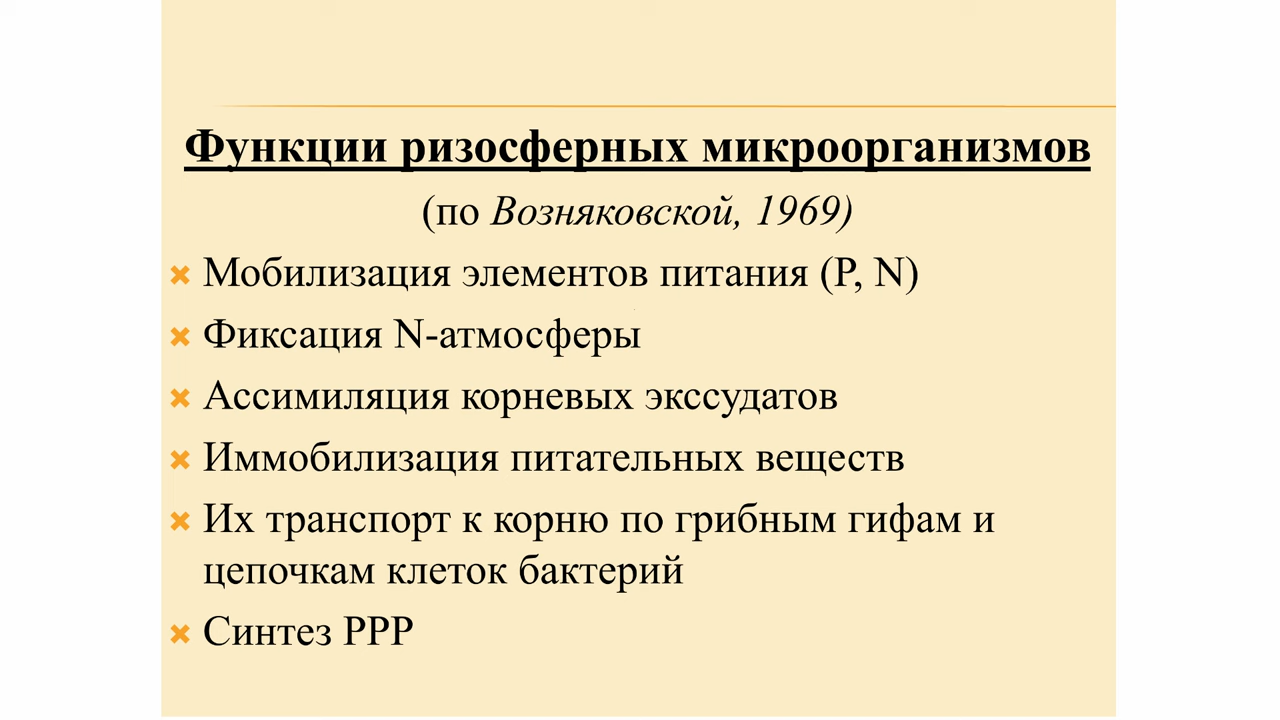 Функции ризосферных микроорганизмов
(по Возняковской, 1969)
Мобилизация элементов питания (P, N)
Фиксация N-атмосферы
Ассимиляция корневых экссудатов
Иммобилизация питательных веществ
Их транспорт к корню по грибным гифам и
цепочкам клеток бактерий
Синтез РРР